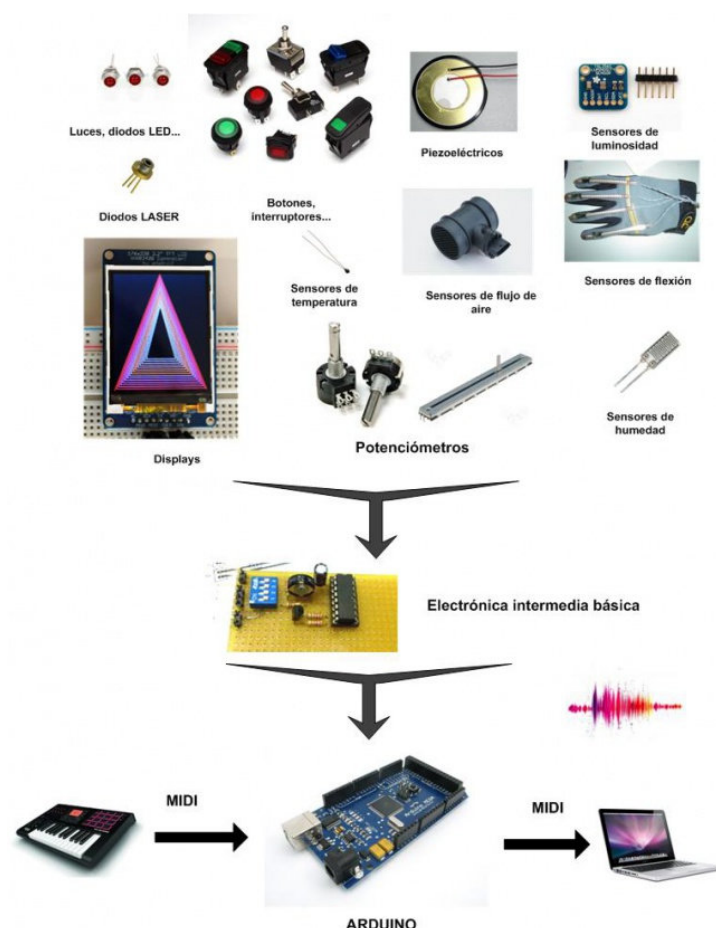 Luces, diodos LED...
Piezoeléctricos
Sensores de
luminosidad
Diodos LASER
Botones,
interruptores...
Sensores de
temperatura
Sensores de flujo de
aire
Sensores de flexión
Sensores de
humedad
Displays
Potenciómetros
Electrónica intermedia básica
MIDI
MIDI
ARDUINO